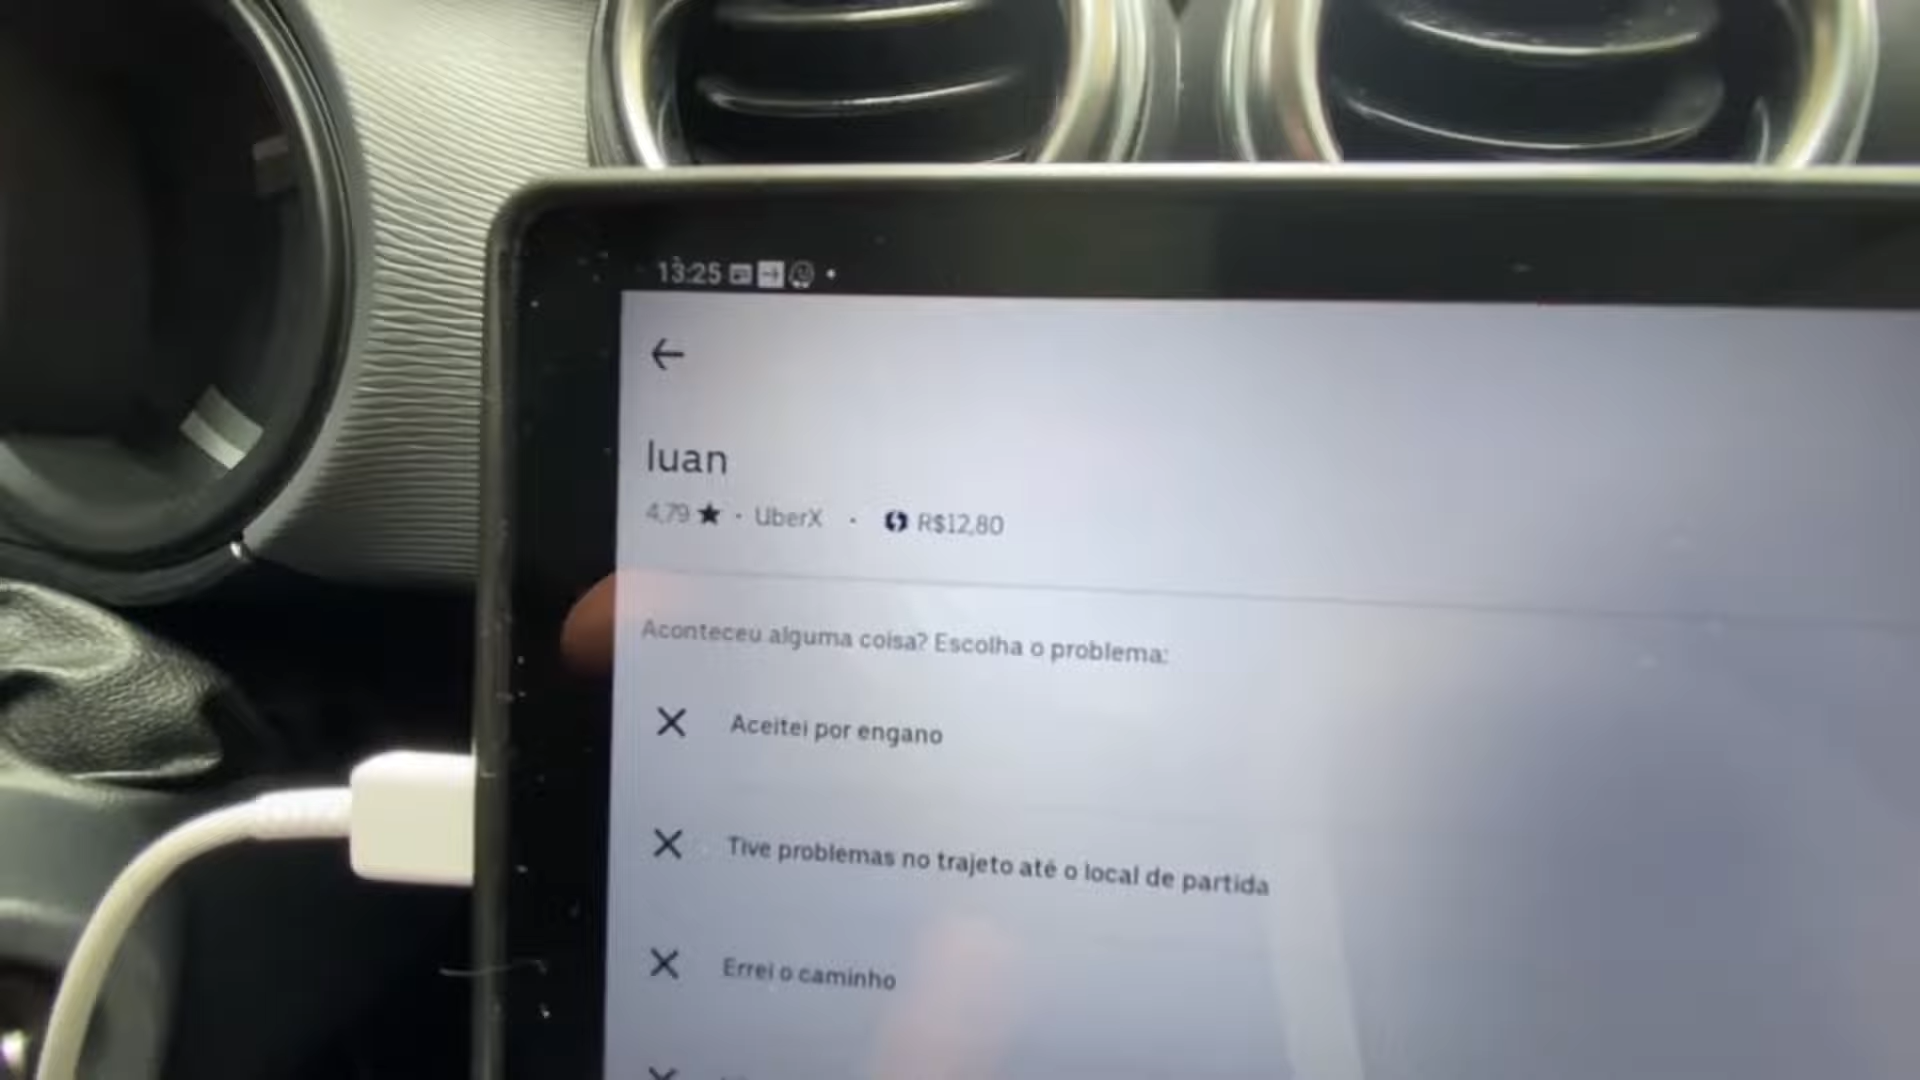 13:25
luan
4,79 ★ · UberX · R$12,80
Aconteceu alguma coisa? Escolha o problema:
Aceitei por engano
Tive problemas no trajeto até o local de partida
Errei o caminho